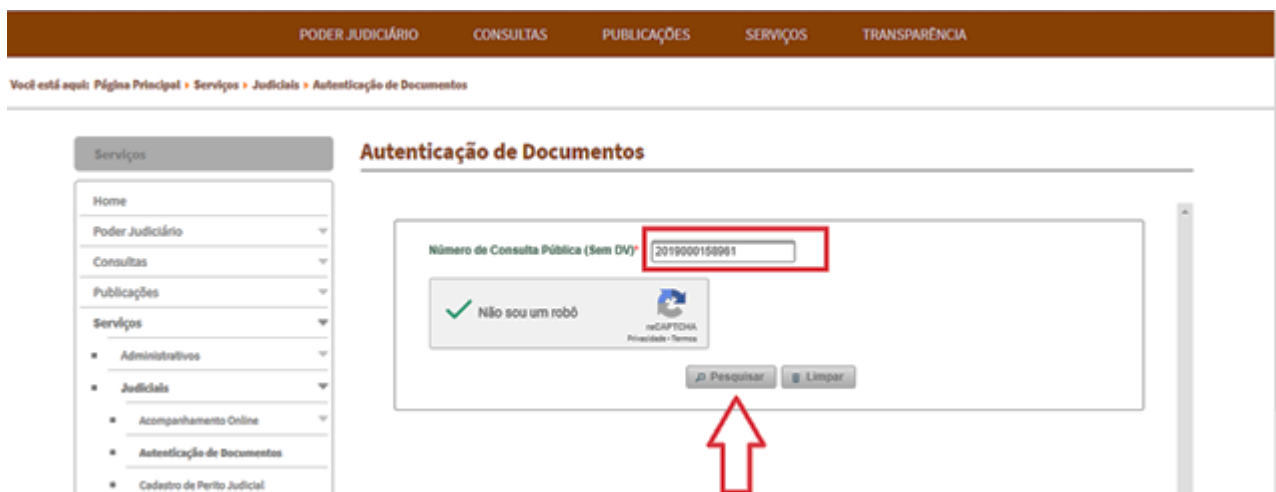 PODER JUDICIÁRIO CONSULTAS PUBLICAÇÕES SERVIÇOS TRANSPARÊNCIA
Você está aqui: Página Principal › Serviços › Judiciais › Autenticação de Documentos
Serviços
Home
Poder Judiciário
Consultas
Publicações
Serviços
Administrativos
Judiciais
Acompanhamento Online
Autenticação de Documentos
Cadastro de Perito Judicial
Autenticação de Documentos
Número de Consulta Pública (Sem DV)* 2019000158961
Não sou um robô
reCAPTCHA
Privacidade - Termos
Pesquisar Limpar